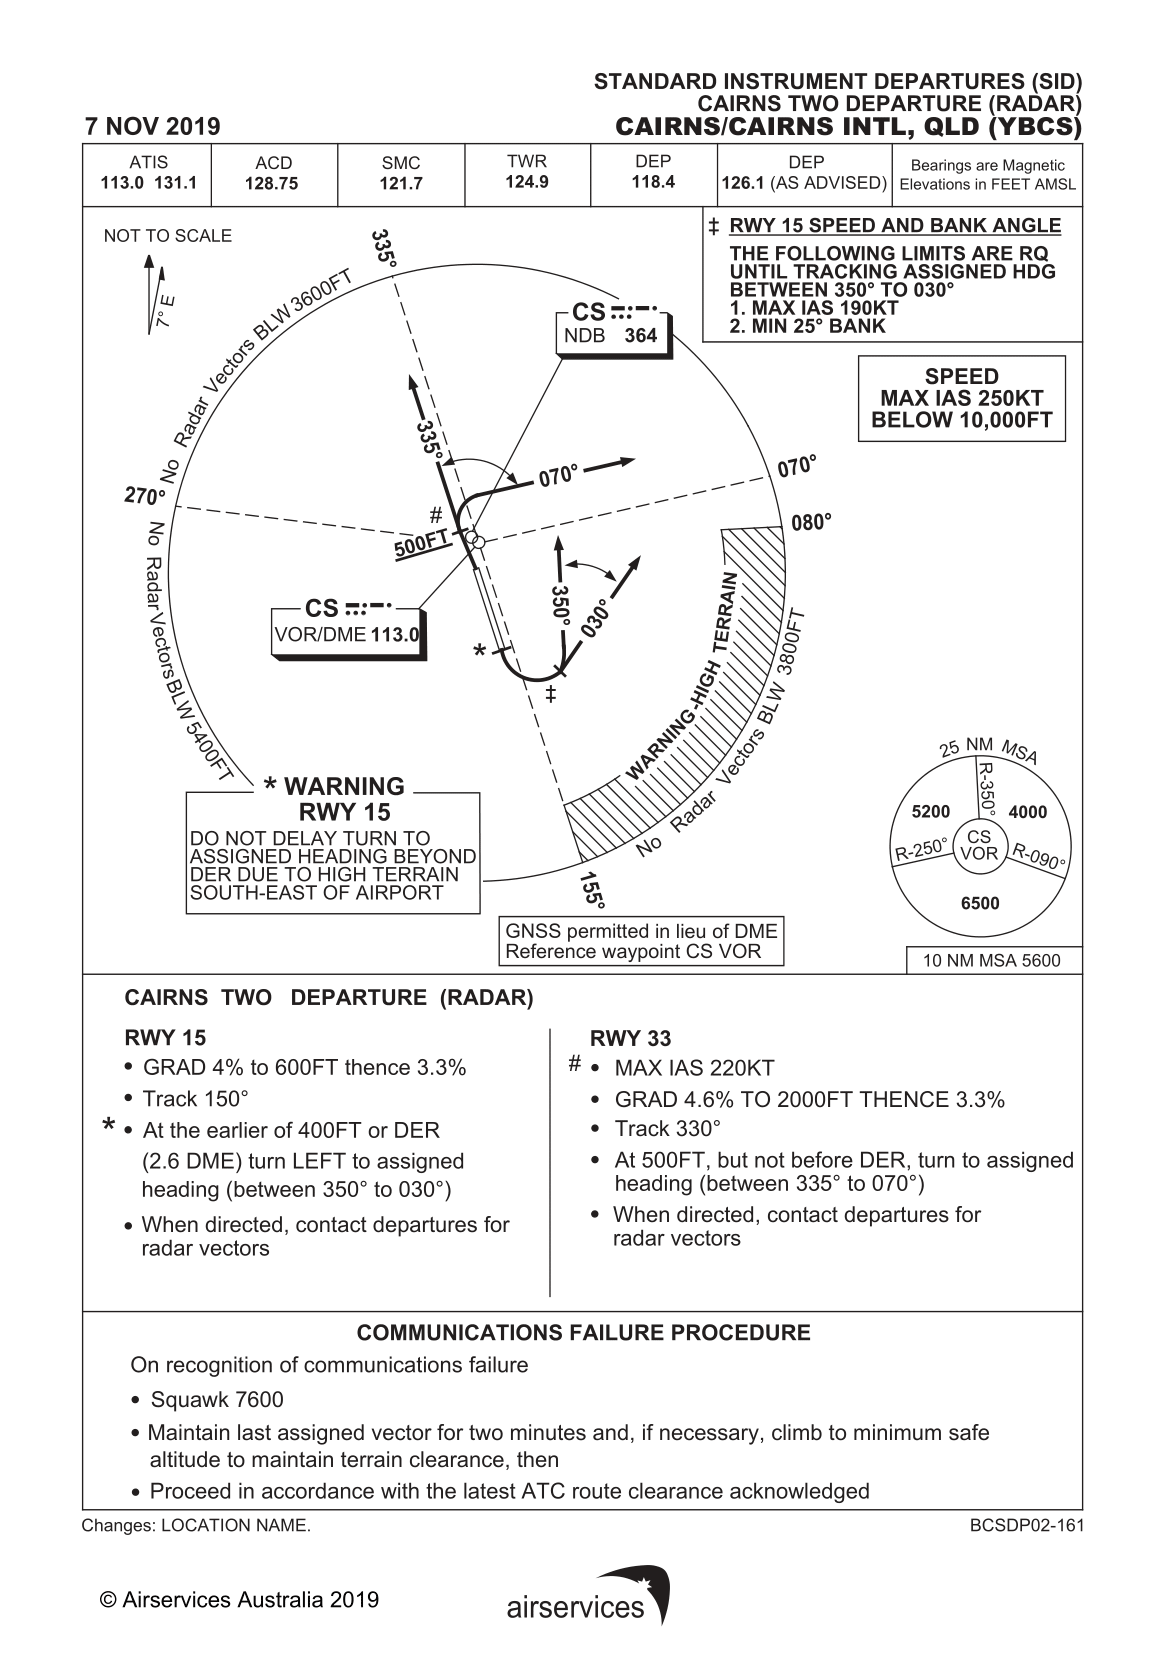 STANDARD INSTRUMENT DEPARTURES (SID)
CAIRNS TWO DEPARTURE (RADAR)
7 NOV 2019
CAIRNS/CAIRNS INTL, QLD (YBCS)
ATIS
113.0 131.1
ACD
128.75
SMC
121.7
TWR
124.9
DEP
118.4
DEP
126.1 (AS ADVISED)
Bearings are Magnetic
Elevations in FEET AMSL
NOT TO SCALE
7° E
‡ RWY 15 SPEED AND BANK ANGLE
THE FOLLOWING LIMITS ARE RQ
UNTIL TRACKING ASSIGNED HDG
BETWEEN 350° TO 030°
1. MAX IAS 190KT
2. MIN 25° BANK
SPEED
MAX IAS 250KT
BELOW 10,000FT
335°
No Radar Vectors BLW 3600FT
CS
NDB 364
335°
070°
070°
270°
#
500FT
080°
No Radar Vectors BLW 5400FT
CS
VOR/DME 113.0
350°
030°
*
‡
WARNING-HIGH TERRAIN
No Radar Vectors BLW 3800FT
155°
* WARNING
RWY 15
DO NOT DELAY TURN TO
ASSIGNED HEADING BEYOND
DER DUE TO HIGH TERRAIN
SOUTH-EAST OF AIRPORT
GNSS permitted in lieu of DME
Reference waypoint CS VOR
25 NM MSA
R-350°
5200
4000
CS
VOR
R-250°
R-090°
6500
10 NM MSA 5600
CAIRNS TWO DEPARTURE (RADAR)
RWY 15
• GRAD 4% to 600FT thence 3.3%
• Track 150°
* • At the earlier of 400FT or DER
(2.6 DME) turn LEFT to assigned
heading (between 350° to 030°)
• When directed, contact departures for
radar vectors
RWY 33
# • MAX IAS 220KT
• GRAD 4.6% TO 2000FT THENCE 3.3%
• Track 330°
• At 500FT, but not before DER, turn to assigned
heading (between 335° to 070°)
• When directed, contact departures for
radar vectors
COMMUNICATIONS FAILURE PROCEDURE
On recognition of communications failure
• Squawk 7600
• Maintain last assigned vector for two minutes and, if necessary, climb to minimum safe
altitude to maintain terrain clearance, then
• Proceed in accordance with the latest ATC route clearance acknowledged
Changes: LOCATION NAME.
BCSDP02-161
© Airservices Australia 2019
airservices